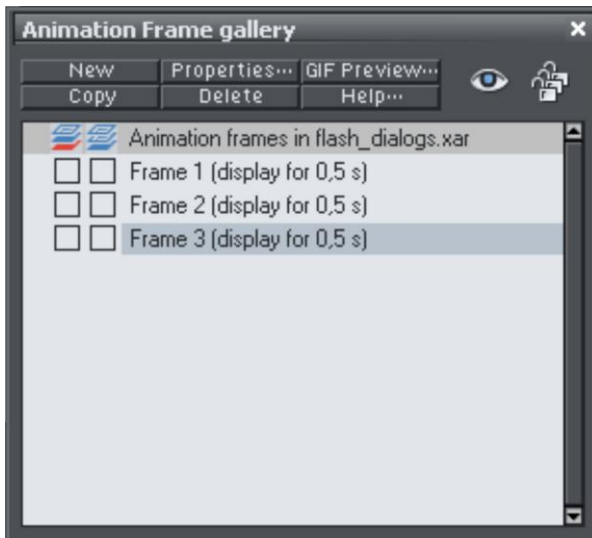 Animation Frame gallery
New Properties... GIF Preview...
Copy Delete Help...
Animation frames in flash_dialogs.xar
Frame 1 (display for 0,5 s)
Frame 2 (display for 0,5 s)
Frame 3 (display for 0,5 s)